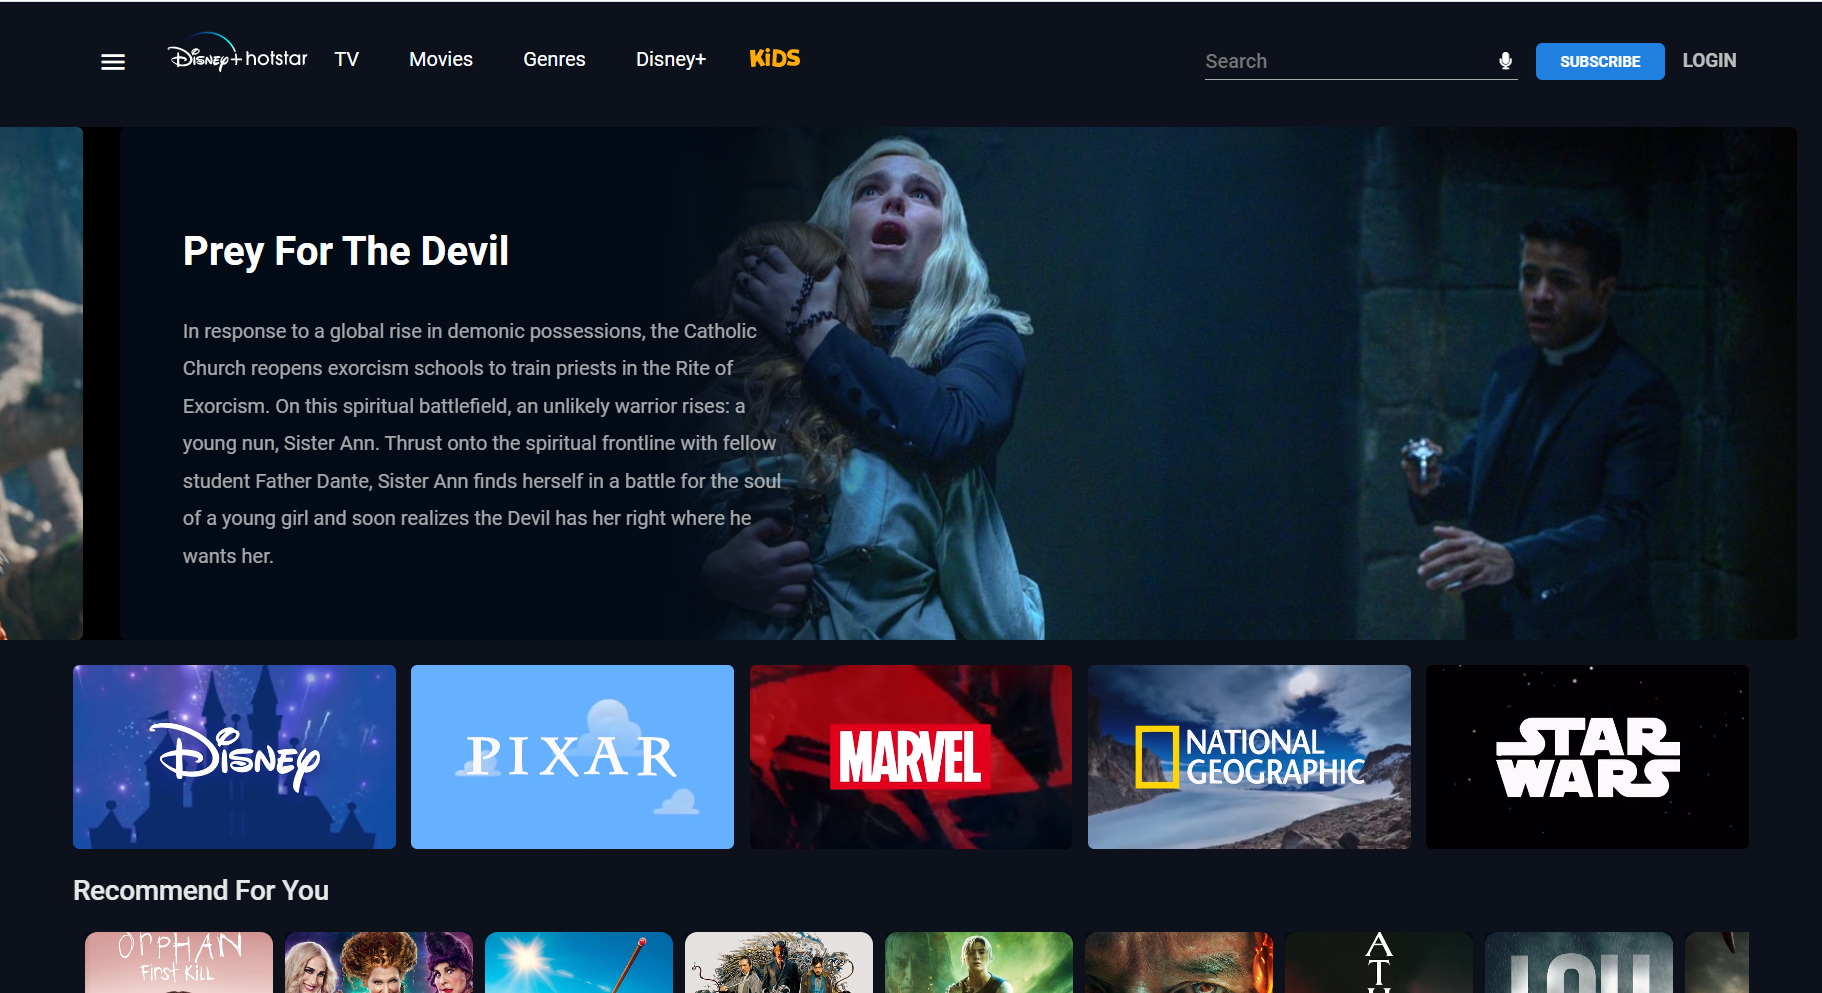 Disney+ hotstar TV Movies Genres Disney+ KiDS Search SUBSCRIBE LOGIN
Prey For The Devil
In response to a global rise in demonic possessions, the Catholic
Church reopens exorcism schools to train priests in the Rite of
Exorcism. On this spiritual battlefield, an unlikely warrior rises: a
young nun, Sister Ann. Thrust onto the spiritual frontline with fellow
student Father Dante, Sister Ann finds herself in a battle for the soul
of a young girl and soon realizes the Devil has her right where he
wants her.
Disney
PIXAR
MARVEL
NATIONAL
GEOGRAPHIC
STAR
WARS
Recommend For You
ORPHAN
First Kill
A
T
LOU